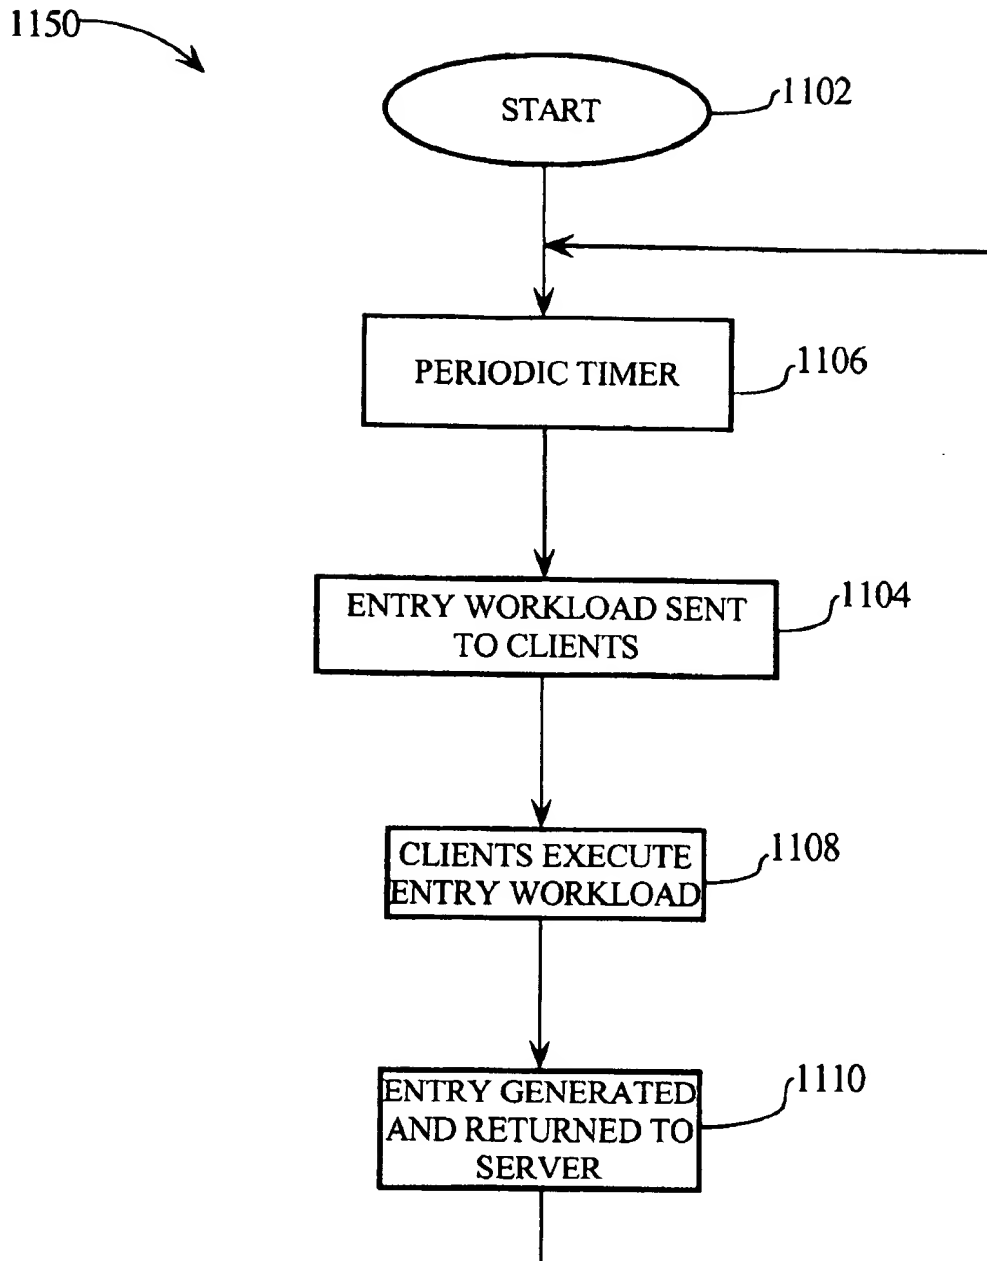 1150
START
1102
PERIODIC TIMER
1106
ENTRY WORKLOAD SENT
TO CLIENTS
1104
CLIENTS EXECUTE
ENTRY WORKLOAD
1108
ENTRY GENERATED
AND RETURNED TO
SERVER
1110